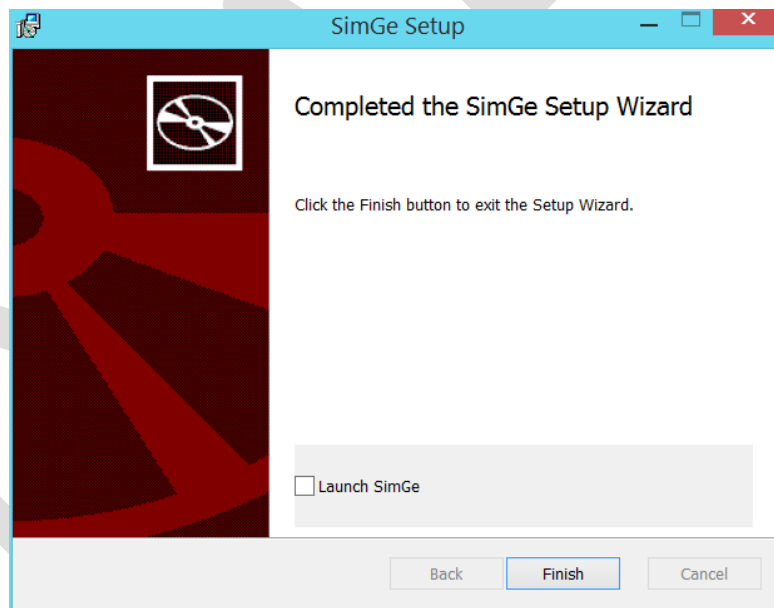 SimGe Setup
Completed the SimGe Setup Wizard
Click the Finish button to exit the Setup Wizard.
Launch SimGe
Back Finish Cancel